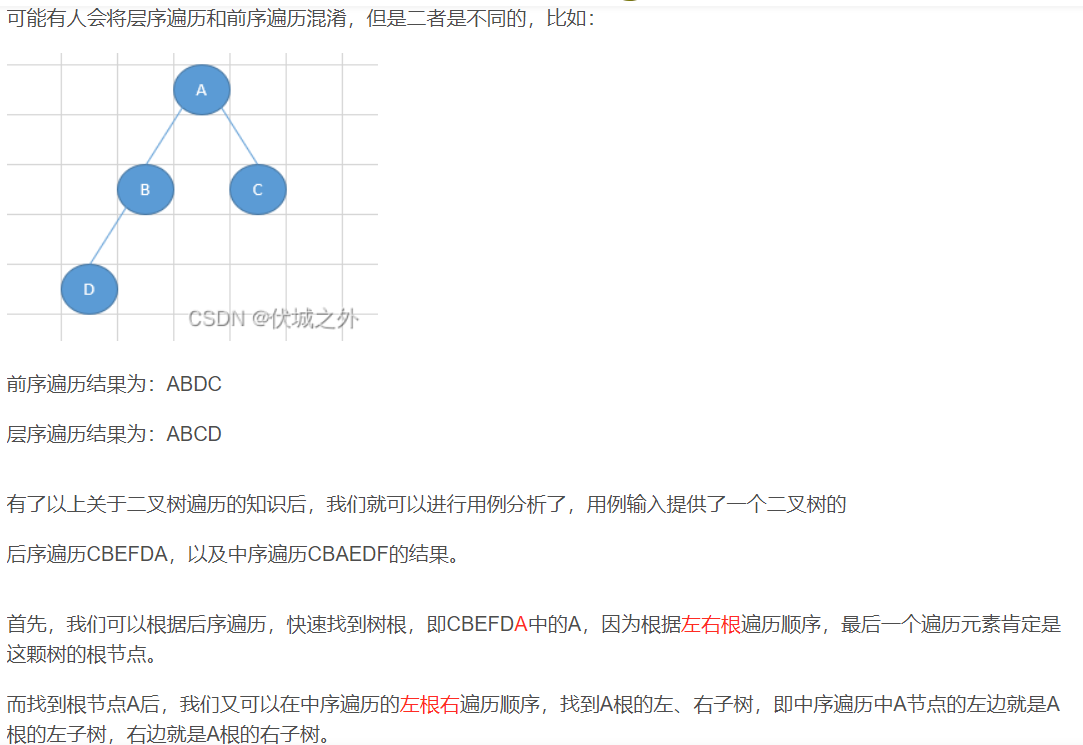 可能有人会将层序遍历和前序遍历混淆，但是二者是不同的，比如：
A
B
C
D
CSDN @伏城之外
前序遍历结果为：ABDC
层序遍历结果为：ABCD
有了以上关于二叉树遍历的知识后，我们就可以进行用例分析了，用例输入提供了一个二叉树的
后序遍历CBEFDA，以及中序遍历CBAEDF的结果。
首先，我们可以根据后序遍历，快速找到树根，即CBEFDA中的A，因为根据左右根遍历顺序，最后一个遍历元素肯定是
这颗树的根节点。
而找到根节点A后，我们又可以在中序遍历的左根右遍历顺序，找到A根的左、右子树，即中序遍历中A节点的左边就是A
根的左子树，右边就是A根的右子树。